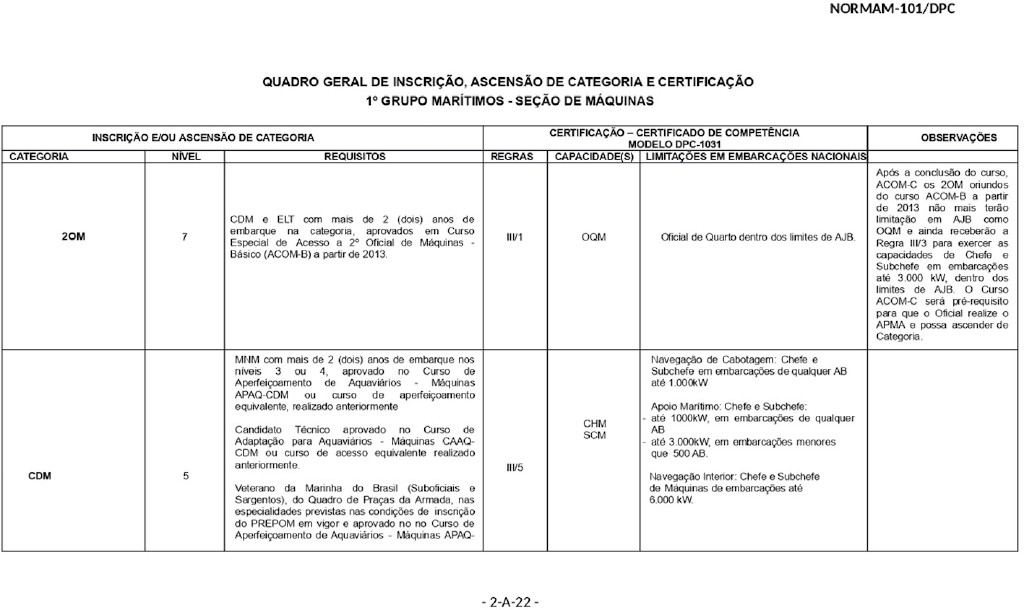 NORMAM-101/DPC
QUADRO GERAL DE INSCRIÇÃO, ASCENSÃO DE CATEGORIA E CERTIFICAÇÃO
1º GRUPO MARÍTIMOS - SEÇÃO DE MÁQUINAS
INSCRIÇÃO E/OU ASCENSÃO DE CATEGORIA
CERTIFICAÇÃO – CERTIFICADO DE COMPETÊNCIA
MODELO DPC-1031
OBSERVAÇÕES
CATEGORIA
NÍVEL
REQUISITOS
REGRAS
CAPACIDADE(S)
LIMITAÇÕES EM EMBARCAÇÕES NACIONAIS
2OM
7
CDM e ELT com mais de 2 (dois) anos de
embarque na categoria, aprovados em Curso
Especial de Acesso a 2º Oficial de Máquinas -
Básico (ACOM-B) a partir de 2013.
III/1
OQM
Oficial de Quarto dentro dos limites de AJB.
Após a conclusão do curso,
ACOM-C os 2OM oriundos
do curso ACOM-B a partir
de 2013 não mais terão
limitação em AJB como
OQM e ainda receberão a
Regra III/3 para exercer as
capacidades de Chefe e
Subchefe em embarcações
até 3.000 kW, dentro dos
limites de AJB. O Curso
ACOM-C será pré-requisito
para que o Oficial realize o
APMA e possa ascender de
Categoria.
CDM
5
MNM com mais de 2 (dois) anos de embarque nos
níveis 3 ou 4, aprovado no Curso de
Aperfeiçoamento de Aquaviários - Máquinas
APAQ-CDM ou curso de aperfeiçoamento
equivalente, realizado anteriormente
Candidato Técnico aprovado no Curso de
Adaptação para Aquaviários - Máquinas CAAQ-
CDM ou curso de acesso equivalente realizado
anteriormente.
Veterano da Marinha do Brasil (Suboficiais e
Sargentos), do Quadro de Praças da Armada, nas
especialidades previstas nas condições de inscrição
do PREPOM em vigor e aprovado no no Curso de
Aperfeiçoamento de Aquaviários - Máquinas APAQ-
III/5
CHM
SCM
Navegação de Cabotagem: Chefe e
Subchefe em embarcações de qualquer AB
até 1.000kW
Apoio Marítimo: Chefe e Subchefe:
- até 1000kW, em embarcações de qualquer
AB
- até 3.000kW, em embarcações menores
que 500 AB.
Navegação Interior: Chefe e Subchefe
de Máquinas de embarcações até
6.000 kW.
- 2-A-22 -